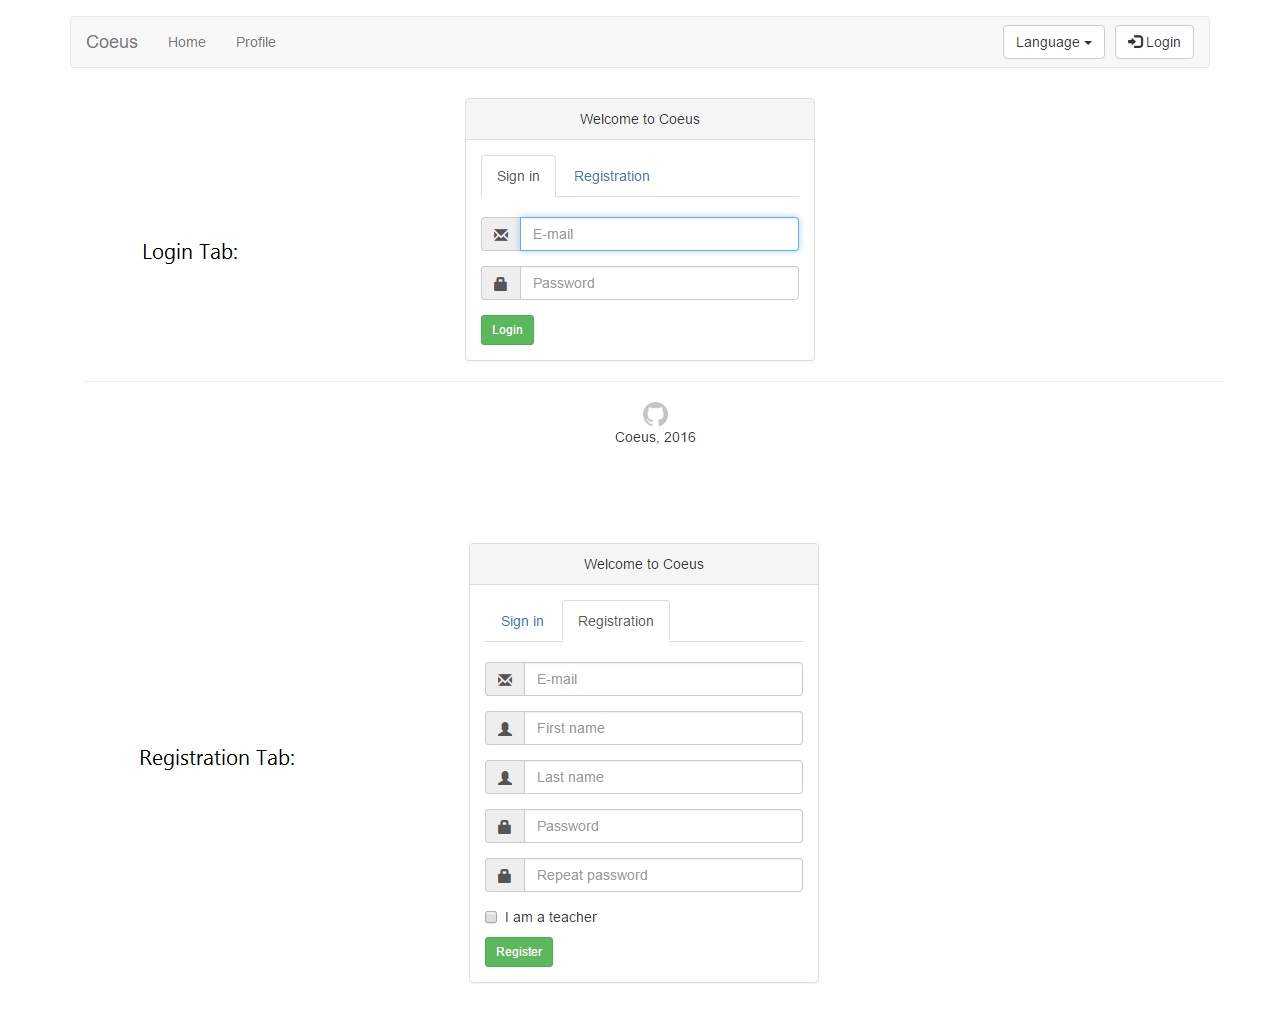 Coeus Home Profile Language Login
Welcome to Coeus
Sign in Registration
E-mail
Login Tab:
Password
Login
Coeus, 2016
Welcome to Coeus
Sign in Registration
E-mail
First name
Registration Tab:
Last name
Password
Repeat password
I am a teacher
Register